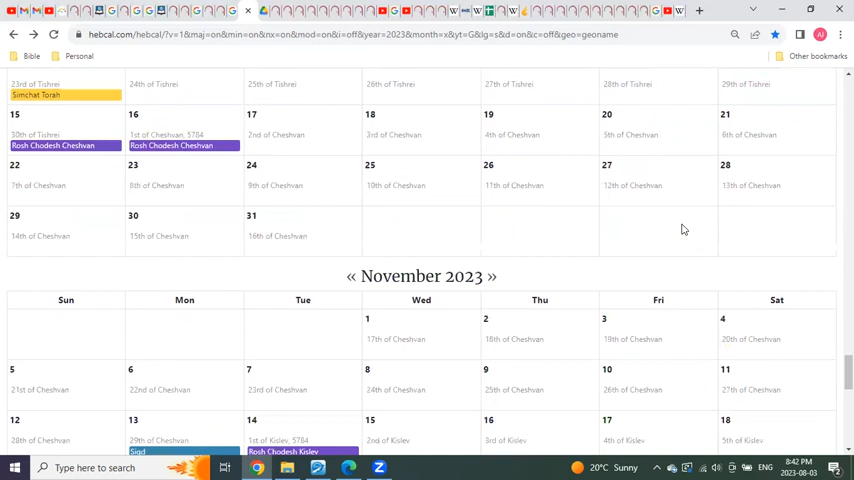 hebcal.com/hebcal/?v=1&maj=on&min=on&nx=on&mod=on&i=off&year=2023&month=x&yt=G&lg=s&d=on&c=off&geo=geoname
AI
Bible Personal Other bookmarks
23rd of Tishrei 24th of Tishrei 25th of Tishrei 26th of Tishrei 27th of Tishrei 28th of Tishrei 29th of Tishrei
Simchat Torah
15 16 17 18 19 20 21
30th of Tishrei 1st of Cheshvan, 5784 2nd of Cheshvan 3rd of Cheshvan 4th of Cheshvan 5th of Cheshvan 6th of Cheshvan
Rosh Chodesh Cheshvan Rosh Chodesh Cheshvan
22 23 24 25 26 27 28
7th of Cheshvan 8th of Cheshvan 9th of Cheshvan 10th of Cheshvan 11th of Cheshvan 12th of Cheshvan 13th of Cheshvan
29 30 31
14th of Cheshvan 15th of Cheshvan 16th of Cheshvan
« November 2023 »
Sun Mon Tue Wed Thu Fri Sat
1 2 3 4
17th of Cheshvan 18th of Cheshvan 19th of Cheshvan 20th of Cheshvan
5 6 7 8 9 10 11
21st of Cheshvan 22nd of Cheshvan 23rd of Cheshvan 24th of Cheshvan 25th of Cheshvan 26th of Cheshvan 27th of Cheshvan
12 13 14 15 16 17 18
28th of Cheshvan 29th of Cheshvan 1st of Kislev, 5784 2nd of Kislev 3rd of Kislev 4th of Kislev 5th of Kislev
Sigd Rosh Chodesh Kislev
Type here to search
20°C Sunny
ENG
8:42 PM
2023-08-03
2